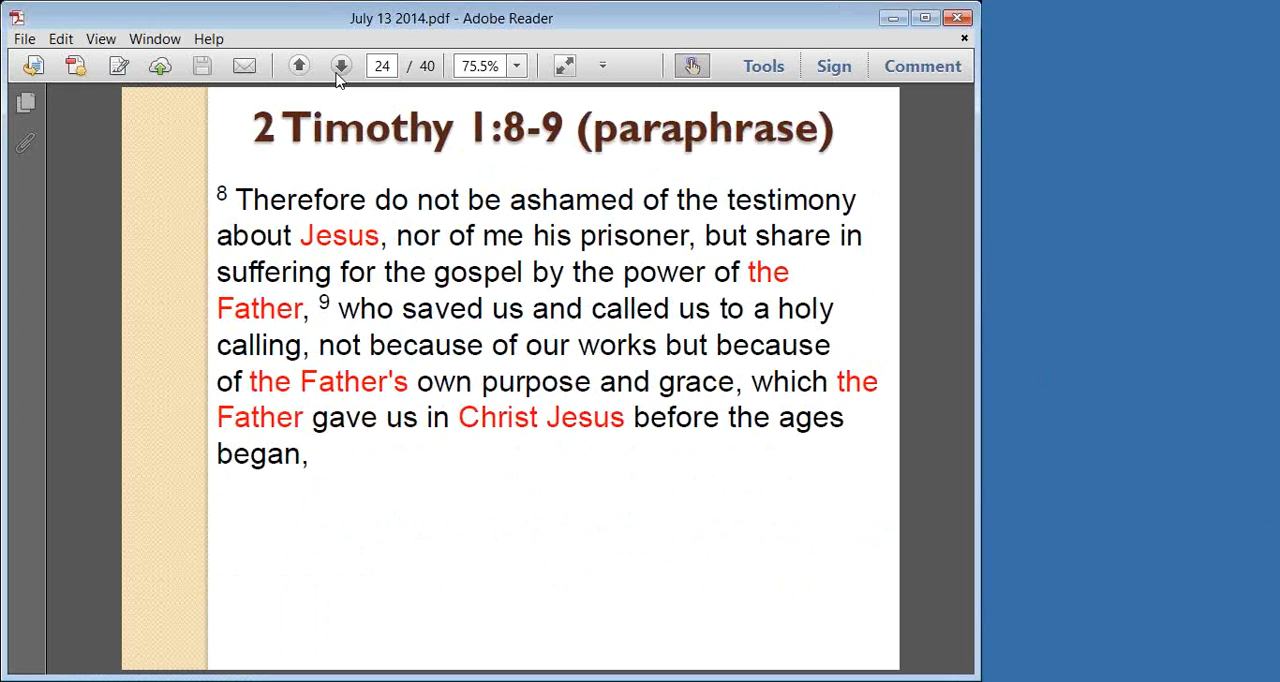 July 13 2014.pdf - Adobe Reader
File Edit View Window Help
24 / 40 75.5% Tools Sign Comment
2 Timothy 1:8-9 (paraphrase)
8 Therefore do not be ashamed of the testimony
about Jesus, nor of me his prisoner, but share in
suffering for the gospel by the power of the
Father, 9 who saved us and called us to a holy
calling, not because of our works but because
of the Father's own purpose and grace, which the
Father gave us in Christ Jesus before the ages
began,